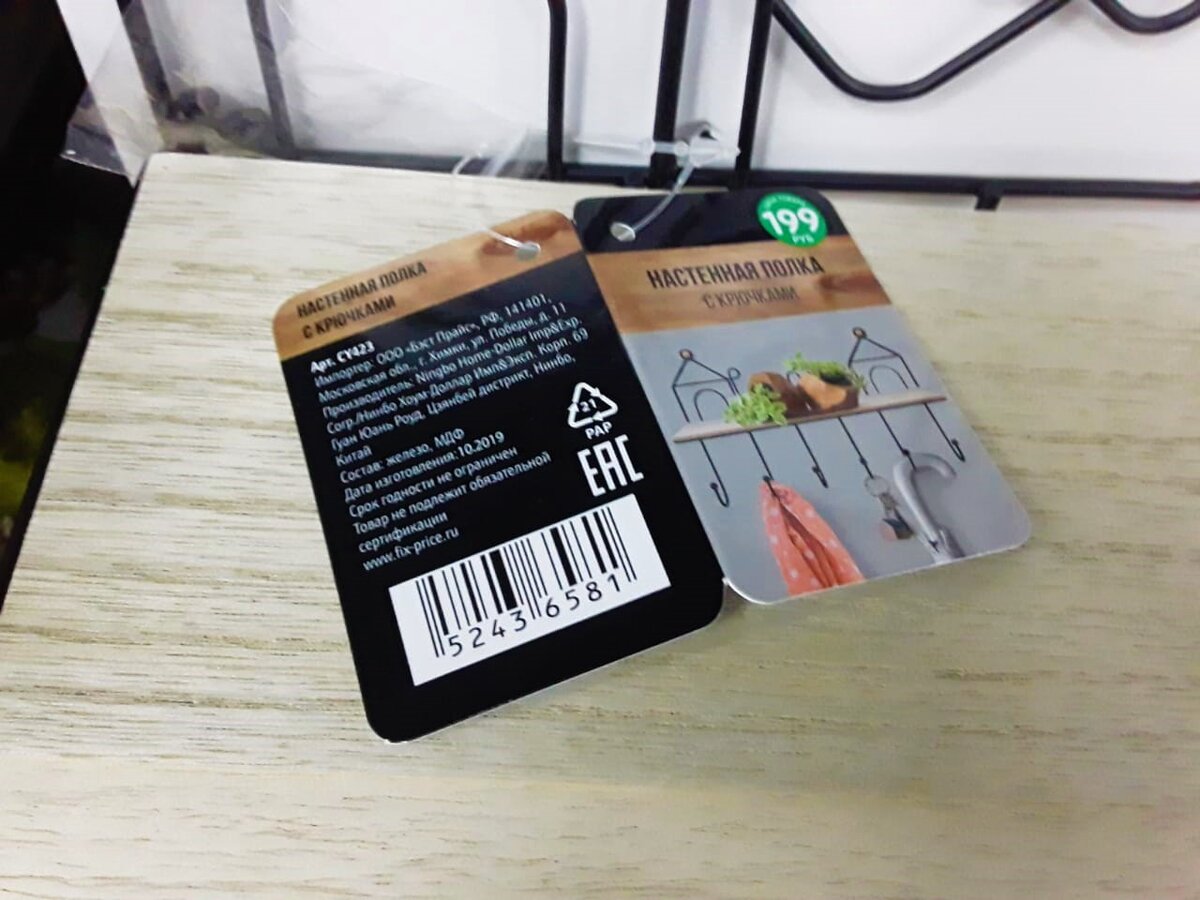 НАСТЕННАЯ ПОЛКА
С КРЮЧКАМИ
Арт. CY423
Импортер: ООО «Бэст Прайс», РФ, 141401,
Московская обл., г. Химки, ул. Победы, д. 11
Производитель: Ningbo Home-Dollar Imp&Exp.
Corp./Нинбо Хоум-Доллар Имп&Эксп. Корп. 69
Гуан Юань Роуд, Цзянбей дистрикт, Нинбо,
Китай
Состав: железо, МДФ
Дата изготовления:10.2019
Срок годности не ограничен
Товар не подлежит обязательной
сертификации
www.fix-price.ru
21
PAP
EAC
5243 6581
199
РУБ
НАСТЕННАЯ ПОЛКА
С КРЮЧКАМИ